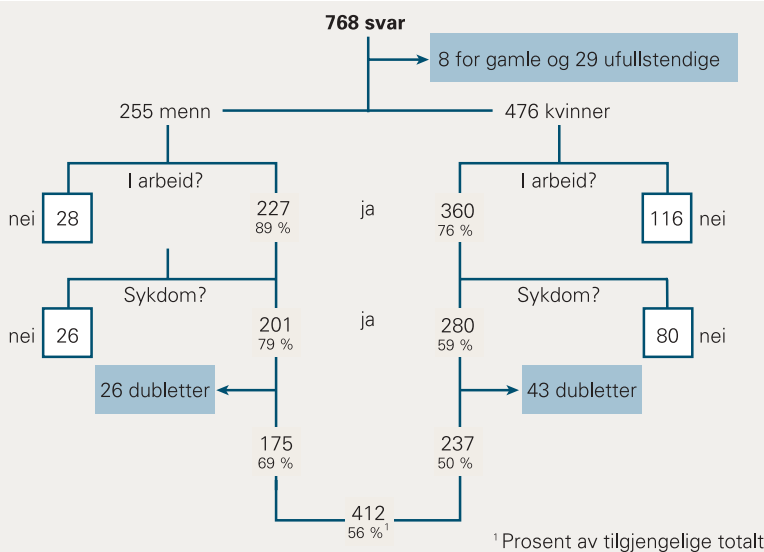 768 svar
8 for gamle og 29 ufullstendige
255 menn
476 kvinner
I arbeid?
I arbeid?
nei 28
227
89 %
ja
360
76 %
116 nei
Sykdom?
Sykdom?
nei 26
201
79 %
ja
280
59 %
80 nei
26 dubletter
43 dubletter
175
69 %
237
50 %
412
56 %¹
¹ Prosent av tilgjengelige totalt